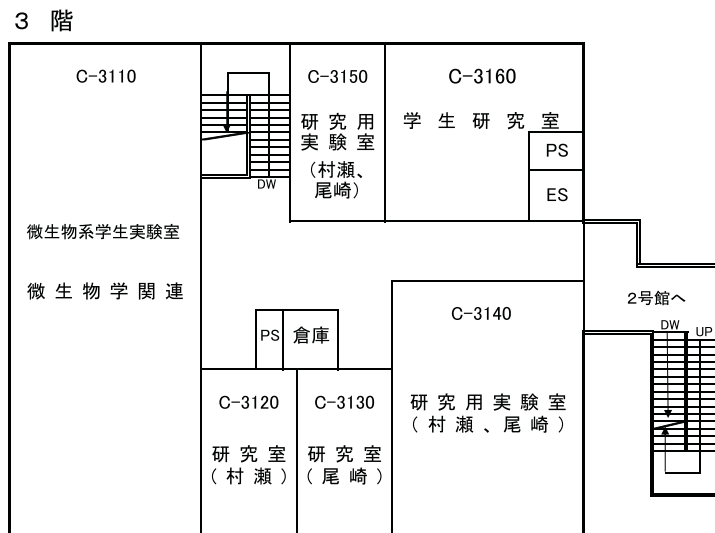 3 階
C-3110
微生物系学生実験室
微生物学関連
DW
C-3150
研究用
実験室
(村瀬、
尾崎)
C-3160
学生研究室
PS
ES
2号館へ
DW
UP
PS
倉庫
C-3120
研究室
(村瀬)
C-3130
研究室
(尾崎)
C-3140
研究用実験室
(村瀬、尾崎)